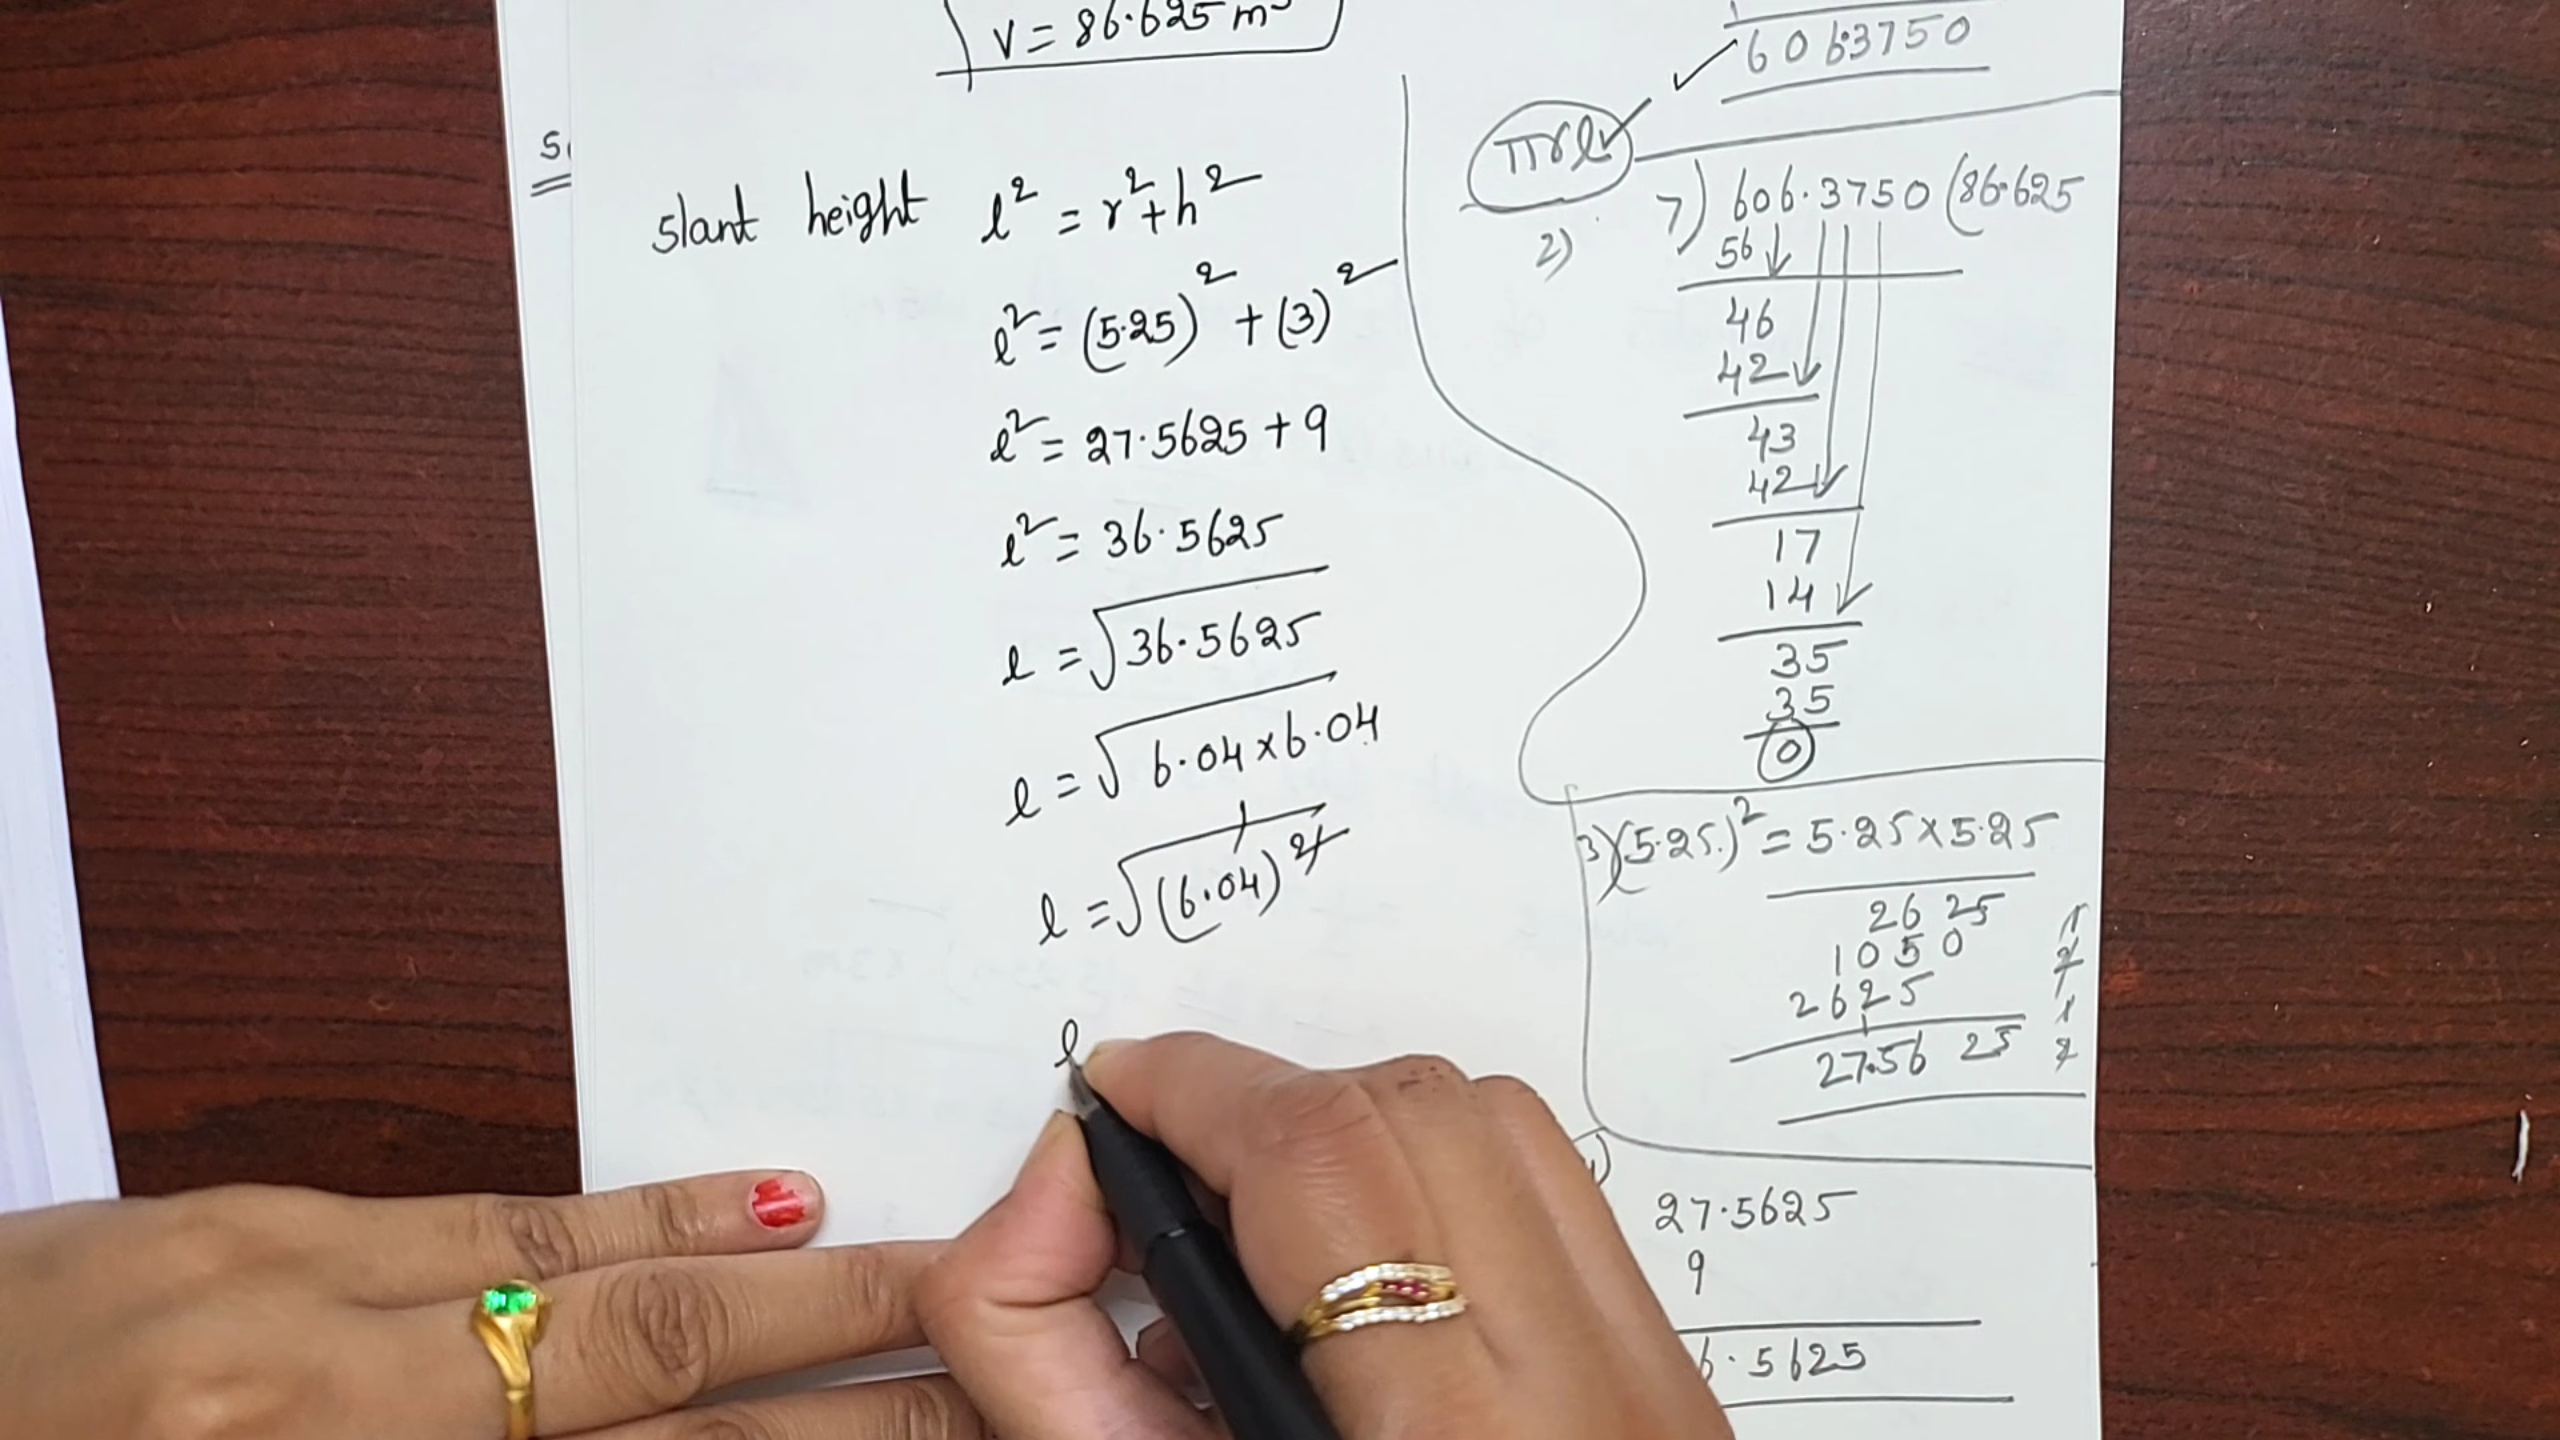 V = 86.625 m³
S
slant height l² = r² + h²
l² = (5.25)² + (3)²
l² = 27.5625 + 9
l² = 36.5625
l = √36.5625
l = √6.04 × 6.04
l = √(6.04)²
l
606.3750
πrl
2)
7) 606.3750 (86.625
56
46
42
43
42
17
14
35
35
0
3) (5.25)² = 5.25 × 5.25
2625
1050
2625
27.5625
27.5625
9
6.5625